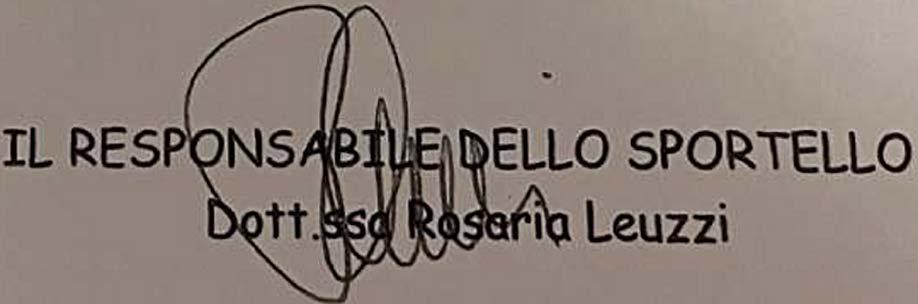 IL RESPONSABILE DELLO SPORTELLO
Dott.ssa Rosaria Leuzzi